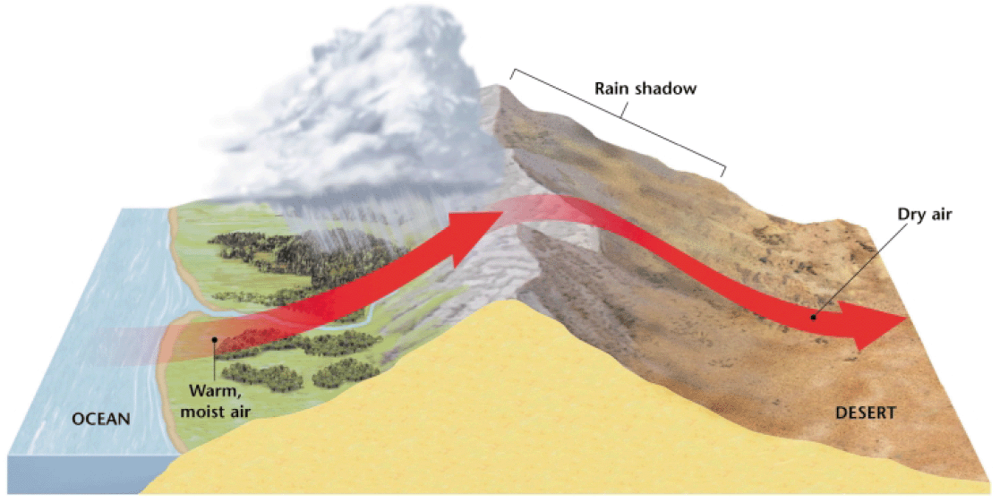 Rain shadow
Dry air
Warm,
moist air
OCEAN
DESERT